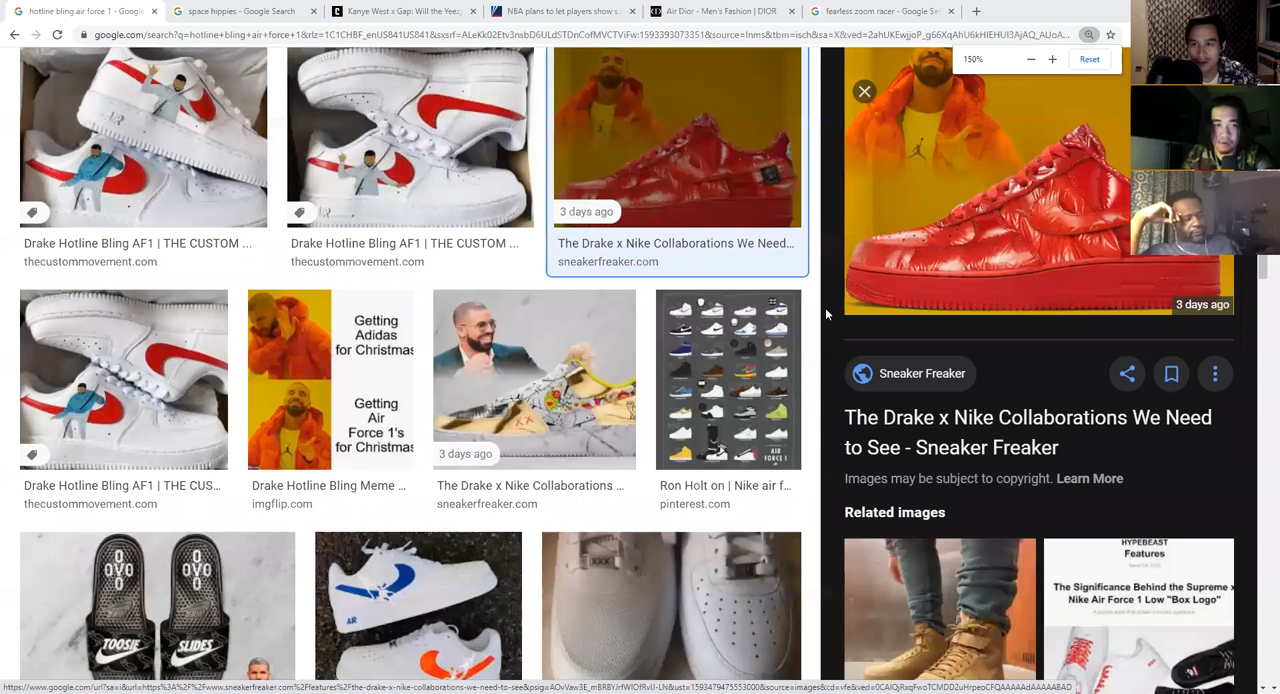 hotline bling air force 1 - Google
space hippies - Google Search
Kanye West x Gap: Will the Yeez
NBA plans to let players show s
Air Dior - Men's Fashion | DIOR
fearless zoom racer - Google Se
150%
Reset
Drake Hotline Bling AF1 | THE CUSTOM ...
thecustommovement.com
Drake Hotline Bling AF1 | THE CUSTOM ...
thecustommovement.com
3 days ago
The Drake x Nike Collaborations We Need...
sneakerfreaker.com
3 days ago
Sneaker Freaker
The Drake x Nike Collaborations We Need
to See - Sneaker Freaker
Images may be subject to copyright. Learn More
Related images
Drake Hotline Bling AF1 | THE CUS...
thecustommovement.com
Getting
Adidas
for Christmas
Getting
Air
Force 1's
for Christmas
Drake Hotline Bling Meme ...
imgflip.com
3 days ago
The Drake x Nike Collaborations ...
sneakerfreaker.com
AIR
FORCE 1
Ron Holt on | Nike air f...
pinterest.com
OVO
OVO
TOOSIE
SLIDES
AIR
XXX
HYPEBEAST
Features
The Significance Behind the Supreme x
Nike Air Force 1 Low "Box Logo"